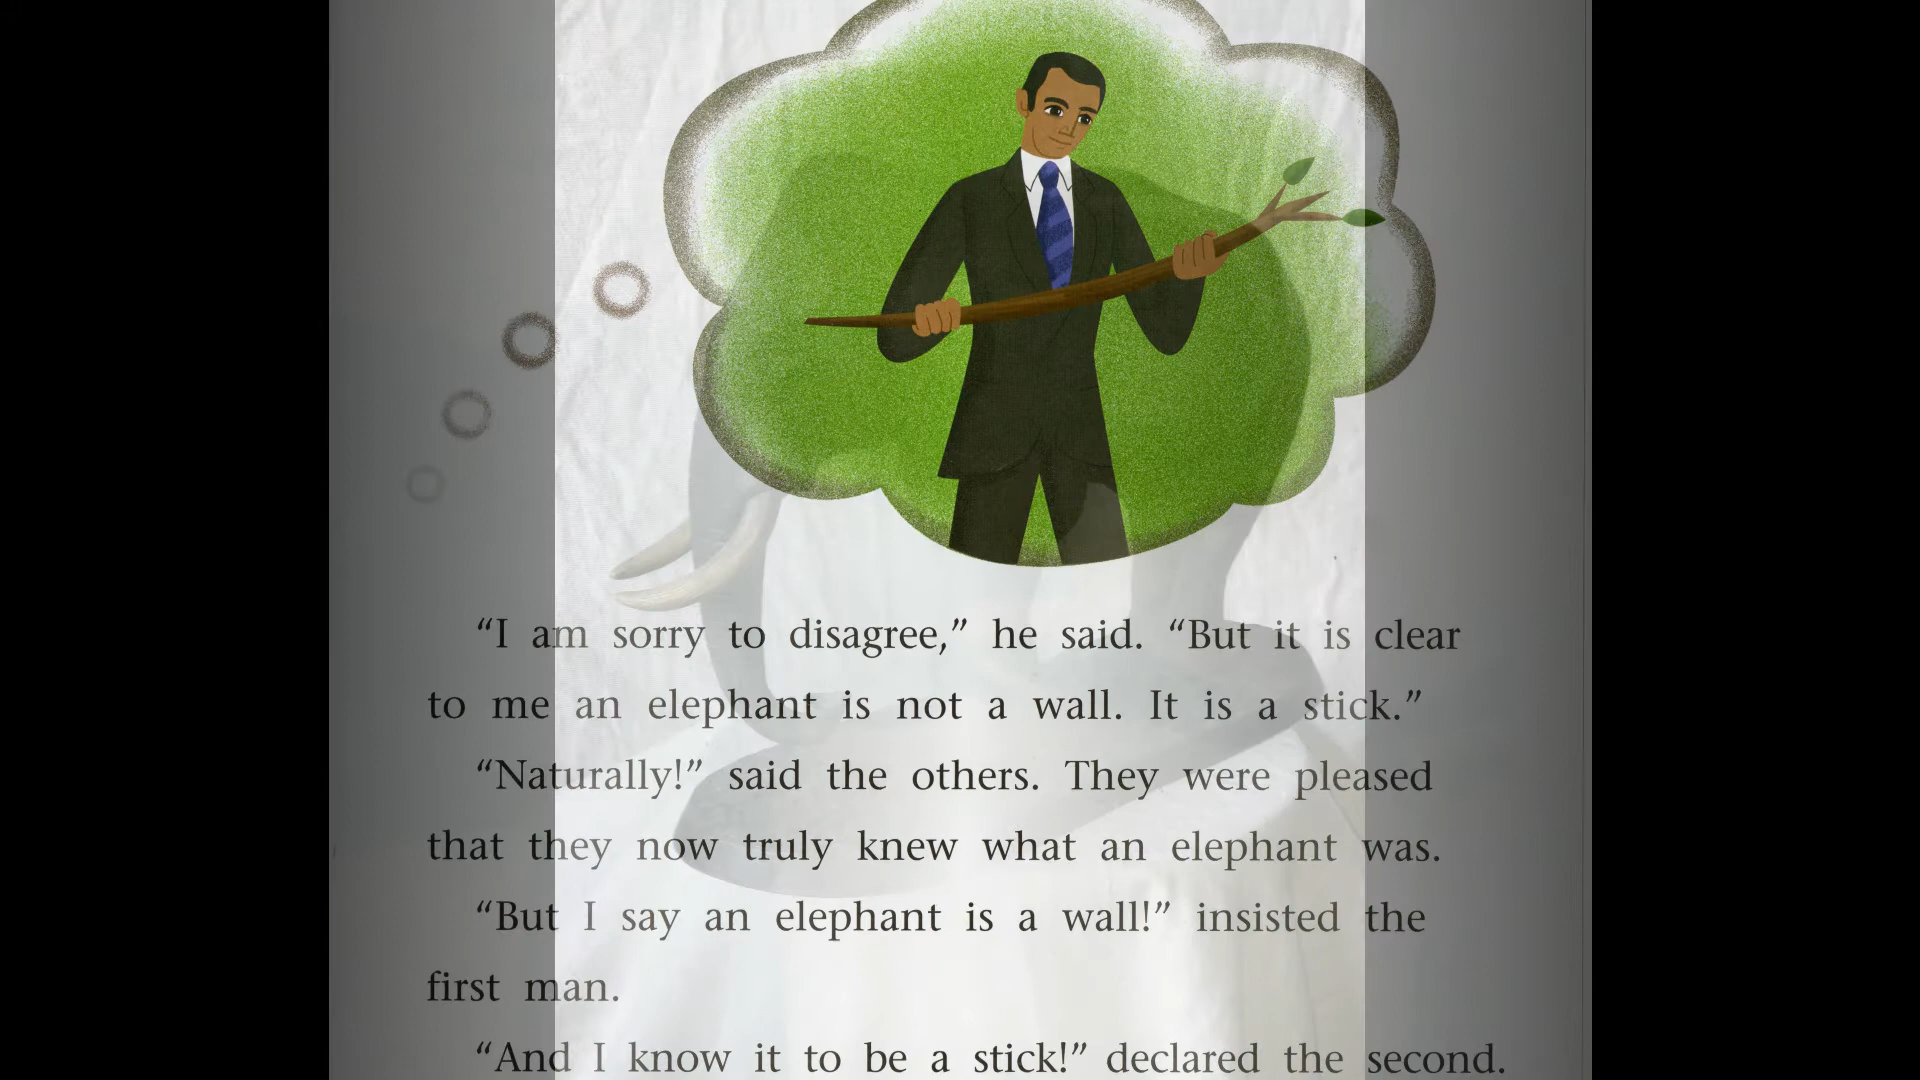 “I am sorry to disagree,” he said. “But it is clear
to me an elephant is not a wall. It is a stick.”
“Naturally!” said the others. They were pleased
that they now truly knew what an elephant was.
“But I say an elephant is a wall!” insisted the
first man.
“And I know it to be a stick!” declared the second.